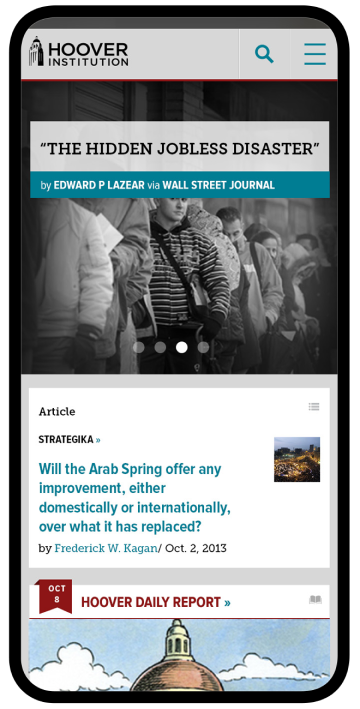 HOOVER
INSTITUTION
“THE HIDDEN JOBLESS DISASTER”
by EDWARD P LAZEAR via WALL STREET JOURNAL
Article
STRATEGIKA »
Will the Arab Spring offer any
improvement, either
domestically or internationally,
over what it has replaced?
by Frederick W. Kagan/ Oct. 2, 2013
OCT
8
HOOVER DAILY REPORT »